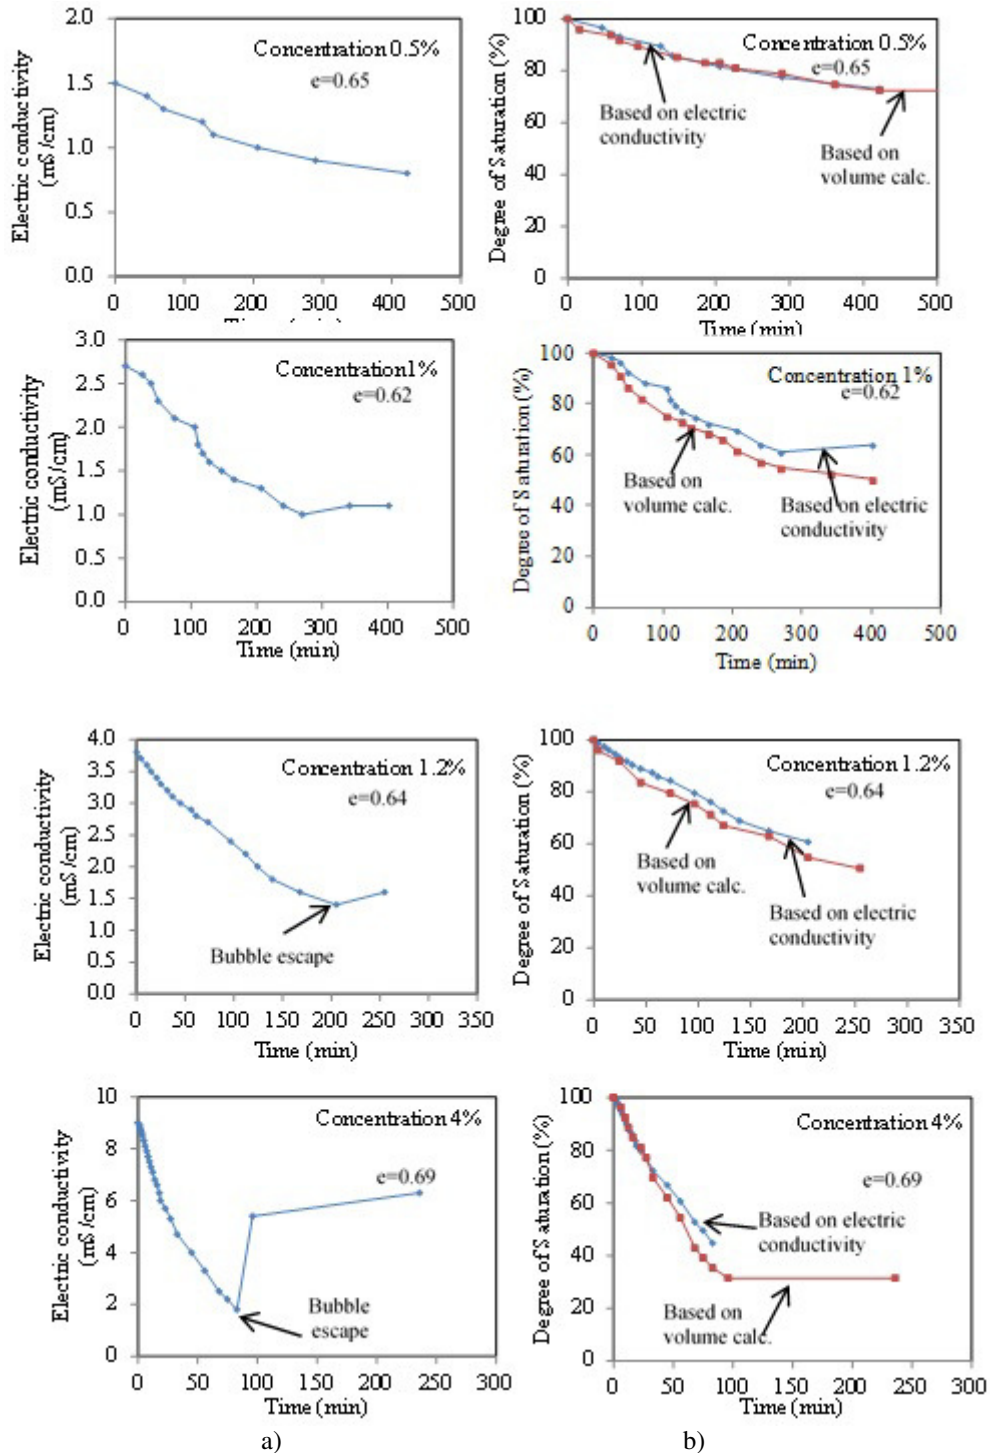 Electric conductivity
(mS/cm)
2.0
1.5
1.0
0.5
0.0
0 100 200 300 400 500
Concentration 0.5%
e=0.65
Degree of Saturation (%)
100
80
60
40
20
0
0 100 200 300 400 500
Time (min)
Concentration 0.5%
e=0.65
Based on electric
conductivity
Based on
volume calc.
Electric conductivity
(mS/cm)
3.0
2.5
2.0
1.5
1.0
0.5
0.0
0 100 200 300 400 500
Time (min)
Concentration1%
e=0.62
Degree of Saturation (%)
100
80
60
40
20
0
0 100 200 300 400 500
Time (min)
Concentration 1%
e=0.62
Based on
volume calc.
Based on electric
conductivity
Electric conductivity
(mS/cm)
4.0
3.5
3.0
2.5
2.0
1.5
1.0
0.5
0.0
0 50 100 150 200 250 300 350
Time (min)
Concentration 1.2%
e=0.64
Bubble escape
Degree of Saturation (%)
100
80
60
40
20
0
0 50 100 150 200 250 300 350
Time (min)
Concentration 1.2%
e=0.64
Based on
volume calc.
Based on electric
conductivity
Electric conductivity
(mS/cm)
10
8
6
4
2
0
0 50 100 150 200 250 300
Time (min)
Concentration 4%
e=0.69
Bubble
escape
Degree of Saturation (%)
100
80
60
40
20
0
0 50 100 150 200 250 300
Time (min)
Concentration 4%
e=0.69
Based on electric
conductivity
Based on
volume calc.
a) b)